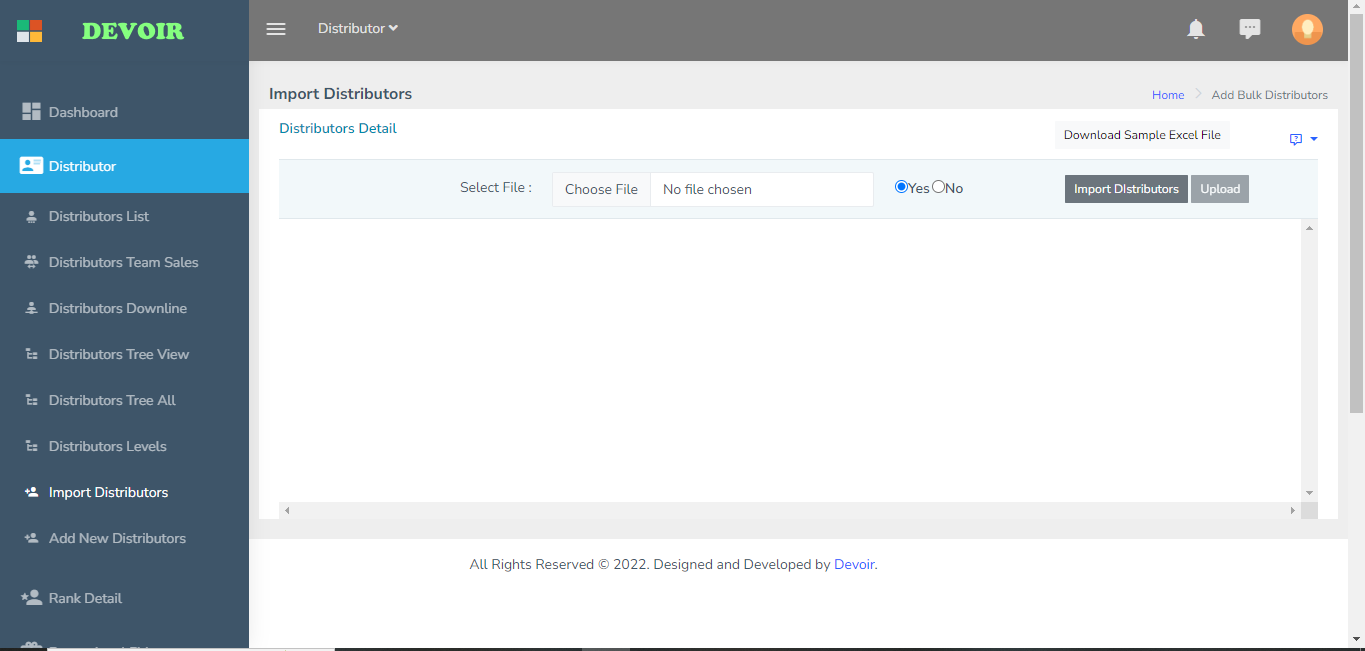 DEVOIR
Distributor
Dashboard
Distributor
Distributors List
Distributors Team Sales
Distributors Downline
Distributors Tree View
Distributors Tree All
Distributors Levels
Import Distributors
Add New Distributors
Rank Detail
Import Distributors
Home > Add Bulk Distributors
Distributors Detail
Download Sample Excel File
Select File : Choose File No file chosen Yes No Import DIstributors Upload
All Rights Reserved © 2022. Designed and Developed by Devoir.